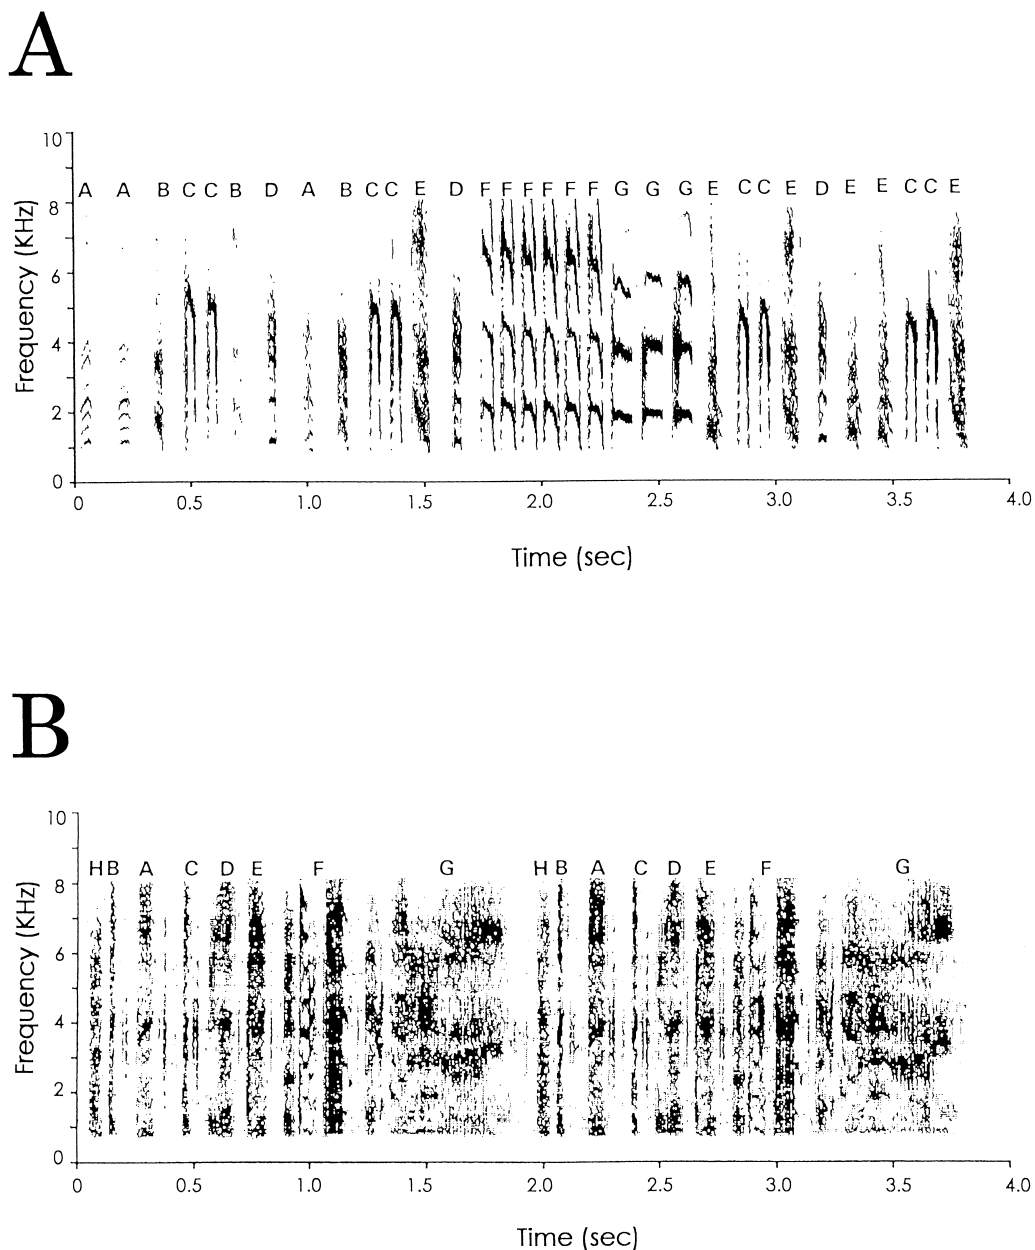 A
10
A A B C C B D A B C C E D F F F F F F G G G E C C E D E E C C E
8
6
4
2
0
Frequency (KHz)
0 0.5 1.0 1.5 2.0 2.5 3.0 3.5 4.0
Time (sec)
B
10
H B A C D E F G H B A C D E F G
8
6
4
2
0
Frequency (KHz)
0 0.5 1.0 1.5 2.0 2.5 3.0 3.5 4.0
Time (sec)